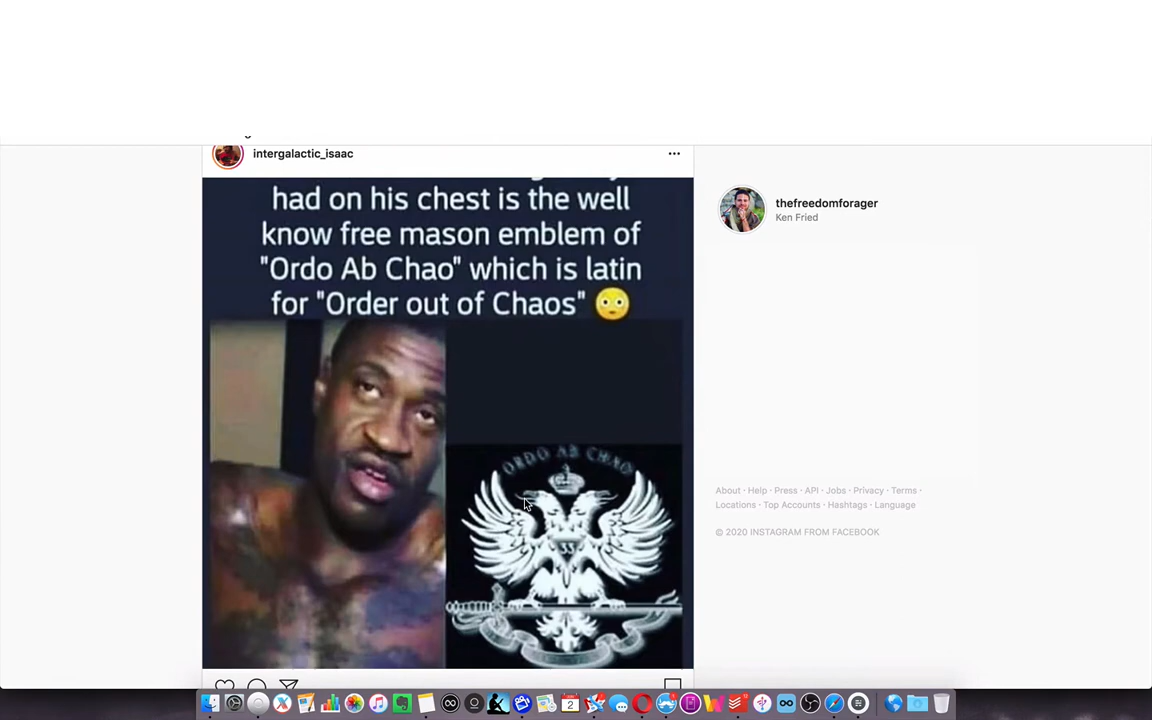 intergalactic_isaac
had on his chest is the well
know free mason emblem of
"Ordo Ab Chao" which is latin
for "Order out of Chaos" 😳
ORDO AB CHAO
33
thefreedomforager
Ken Fried
About · Help · Press · API · Jobs · Privacy · Terms ·
Locations · Top Accounts · Hashtags · Language
© 2020 INSTAGRAM FROM FACEBOOK
2